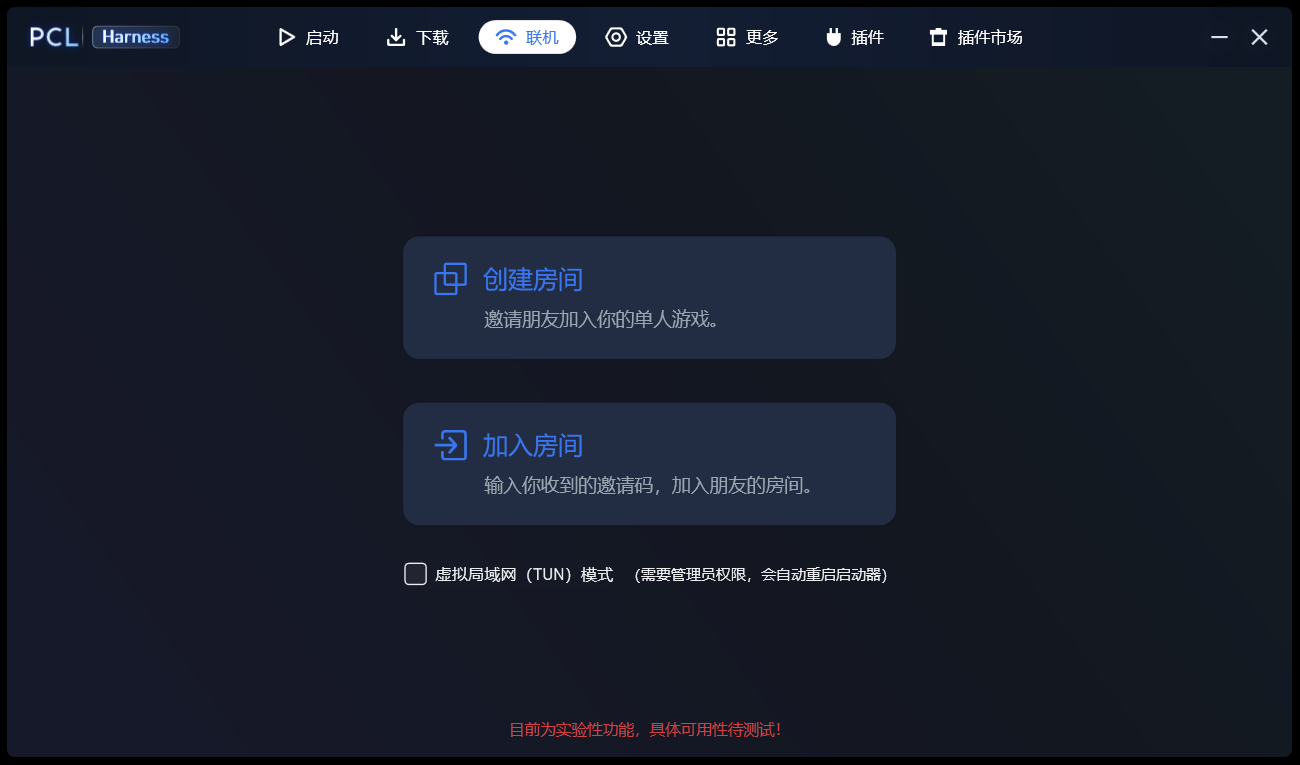 PCL Harness 启动 下载 联机 设置 更多 插件 插件市场
创建房间
邀请朋友加入你的单人游戏。
加入房间
输入你收到的邀请码，加入朋友的房间。
虚拟局域网（TUN）模式 (需要管理员权限，会自动重启启动器)
目前为实验性功能，具体可用性待测试！